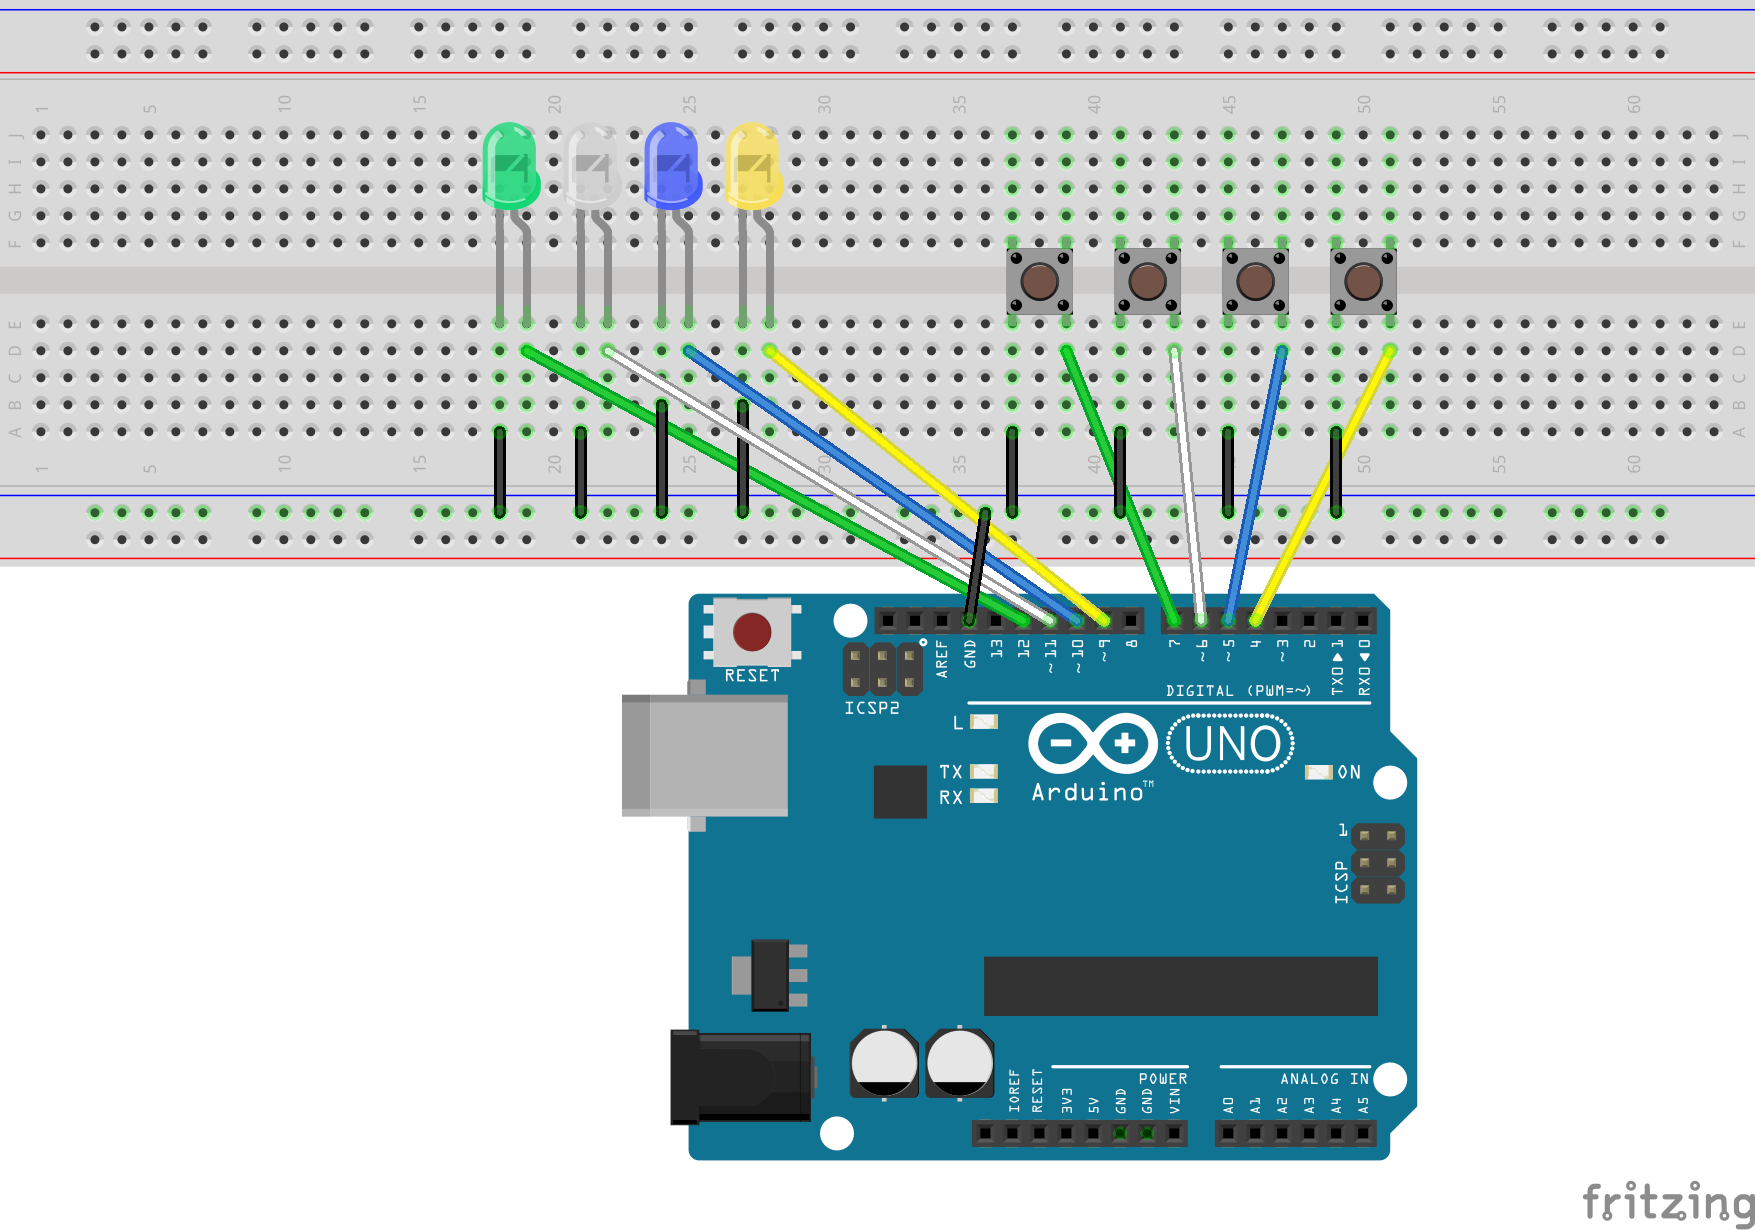 1 5 10 15 20 25 30 35 40 45 50 55 60
J J
I I
H H
G G
F F
E E
D D
C C
B B
A A
1 5 10 15 20 25 30 35 40 45 50 55 60
RESET
ICSP2
AREF
GND
13
12
~11
~10
~9
8
7
~6
~5
4
~3
2
TX0▶1
RX0◀0
DIGITAL (PWM=~)
L
TX
RX
Arduino™
UNO
ON
1
ICSP
IOREF
RESET
3V3
5V
GND
GND
VIN
POWER
ANALOG IN
A0
A1
A2
A3
A4
A5
fritzing